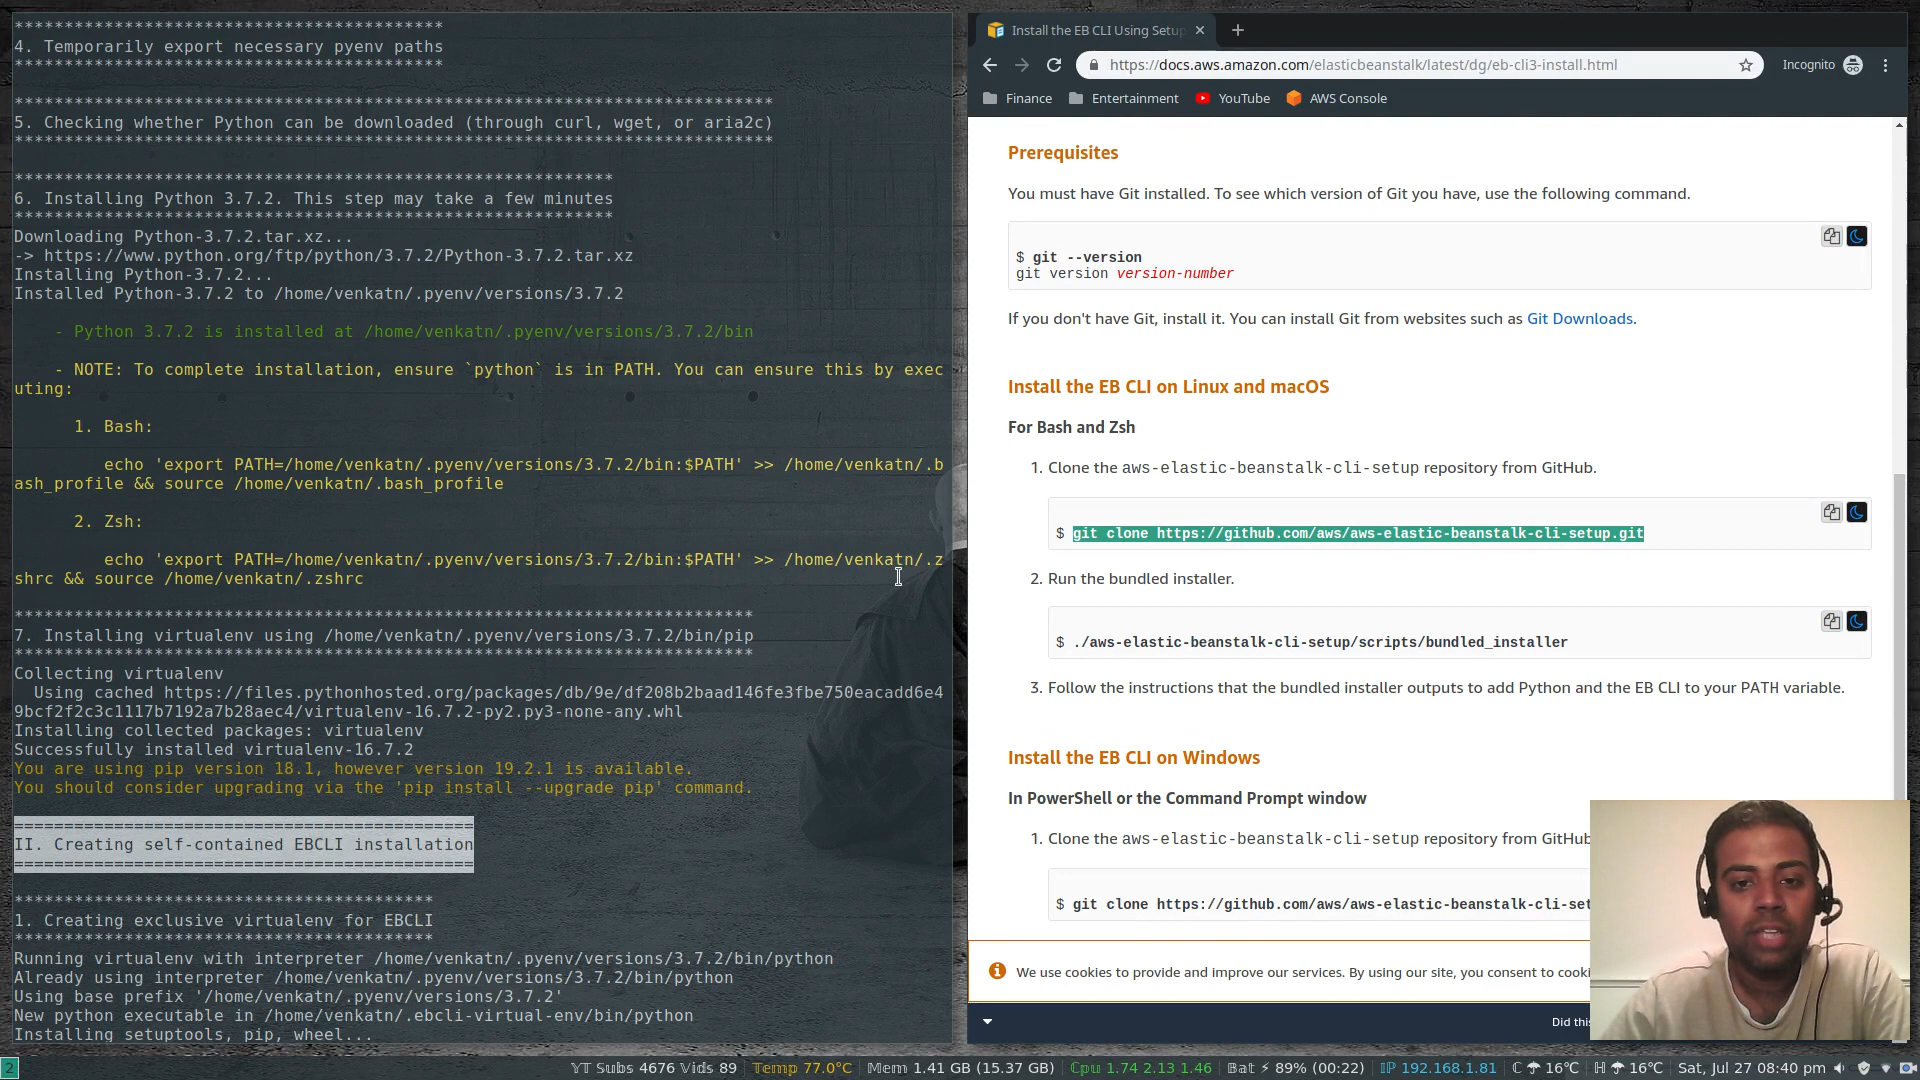 *******************************************
4. Temporarily export necessary pyenv paths
*******************************************
****************************************************************************
5. Checking whether Python can be downloaded (through curl, wget, or aria2c)
****************************************************************************
************************************************************
6. Installing Python 3.7.2. This step may take a few minutes
************************************************************
Downloading Python-3.7.2.tar.xz...
-> https://www.python.org/ftp/python/3.7.2/Python-3.7.2.tar.xz
Installing Python-3.7.2...
Installed Python-3.7.2 to /home/venkatn/.pyenv/versions/3.7.2
- Python 3.7.2 is installed at /home/venkatn/.pyenv/versions/3.7.2/bin
- NOTE: To complete installation, ensure `python` is in PATH. You can ensure this by exec
uting:
1. Bash:
echo 'export PATH=/home/venkatn/.pyenv/versions/3.7.2/bin:$PATH' >> /home/venkatn/.b
ash_profile && source /home/venkatn/.bash_profile
2. Zsh:
echo 'export PATH=/home/venkatn/.pyenv/versions/3.7.2/bin:$PATH' >> /home/venkatn/.z
shrc && source /home/venkatn/.zshrc
**************************************************************************
7. Installing virtualenv using /home/venkatn/.pyenv/versions/3.7.2/bin/pip
**************************************************************************
Collecting virtualenv
Using cached https://files.pythonhosted.org/packages/db/9e/df208b2baad146fe3fbe750eacadd6e4
9bcf2f2c3c1117b7192a7b28aec4/virtualenv-16.7.2-py2.py3-none-any.whl
Installing collected packages: virtualenv
Successfully installed virtualenv-16.7.2
You are using pip version 18.1, however version 19.2.1 is available.
You should consider upgrading via the 'pip install --upgrade pip' command.
==============================================
II. Creating self-contained EBCLI installation
==============================================
******************************************
1. Creating exclusive virtualenv for EBCLI
******************************************
Running virtualenv with interpreter /home/venkatn/.pyenv/versions/3.7.2/bin/python
Already using interpreter /home/venkatn/.pyenv/versions/3.7.2/bin/python
Using base prefix '/home/venkatn/.pyenv/versions/3.7.2'
New python executable in /home/venkatn/.ebcli-virtual-env/bin/python
Installing setuptools, pip, wheel...
Install the EB CLI Using Setup
https://docs.aws.amazon.com/elasticbeanstalk/latest/dg/eb-cli3-install.html
Incognito
Finance Entertainment YouTube AWS Console
Prerequisites
You must have Git installed. To see which version of Git you have, use the following command.
$ git --version
git version version-number
If you don't have Git, install it. You can install Git from websites such as Git Downloads.
Install the EB CLI on Linux and macOS
For Bash and Zsh
1. Clone the aws-elastic-beanstalk-cli-setup repository from GitHub.
$ git clone https://github.com/aws/aws-elastic-beanstalk-cli-setup.git
2. Run the bundled installer.
$ ./aws-elastic-beanstalk-cli-setup/scripts/bundled_installer
3. Follow the instructions that the bundled installer outputs to add Python and the EB CLI to your PATH variable.
Install the EB CLI on Windows
In PowerShell or the Command Prompt window
1. Clone the aws-elastic-beanstalk-cli-setup repository from GitHub
$ git clone https://github.com/aws/aws-elastic-beanstalk-cli-set
We use cookies to provide and improve our services. By using our site, you consent to cooki
Did this
2 YT Subs 4676 Vids 89 Temp 77.0°C Mem 1.41 GB (15.37 GB) Cpu 1.74 2.13 1.46 Bat ⚡ 89% (00:22) IP 192.168.1.81 C ☂ 16°C H ☂ 16°C Sat, Jul 27 08:40 pm